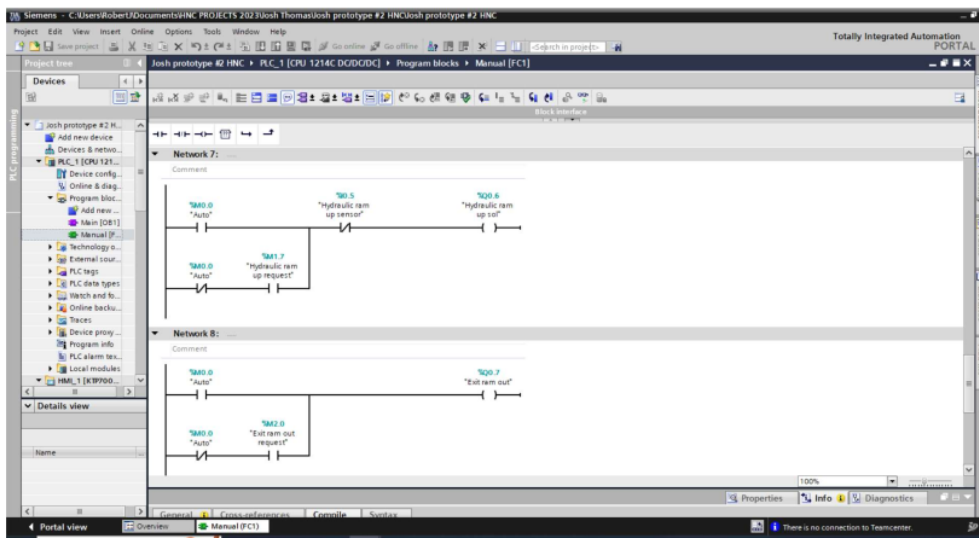 Siemens - C:\Users\RobertJ\Documents\HNC PROJECTS 2023\Josh Thomas\Josh prototype #2 HNC\Josh prototype #2 HNC
Project Edit View Insert Online Options Tools Window Help
Totally Integrated Automation
PORTAL
Save project Go online Go offline <Search in project>
Project tree
Josh prototype #2 HNC ▸ PLC_1 [CPU 1214C DC/DC/DC] ▸ Program blocks ▸ Manual [FC1]
Devices
Block interface
PLC programming
Josh prototype #2 H...
Add new device
Devices & netwo...
PLC_1 [CPU 121...
Device config...
Online & diag...
Program bloc...
Add new ...
Main [OB1]
Manual [F...
Technology o...
External sour...
PLC tags
PLC data types
Watch and fo...
Online backu...
Traces
Device proxy ...
Program info
PLC alarm tex...
Local modules
HMI_1 [KTP700...
Details view
Name
Network 7: ....
Comment
%M0.0
"Auto"
%I0.5
"Hydraulic ram
up sensor"
%Q0.6
"Hydraulic ram
up sol"
%M0.0
"Auto"
%M1.7
"Hydraulic ram
up request"
Network 8: ....
Comment
%M0.0
"Auto"
%Q0.7
"Exit ram out"
%M0.0
"Auto"
%M2.0
"Exit ram out
request"
100%
Properties Info Diagnostics
General Cross-references Compile Syntax
Portal view Overview Manual (FC1) There is no connection to Teamcenter.